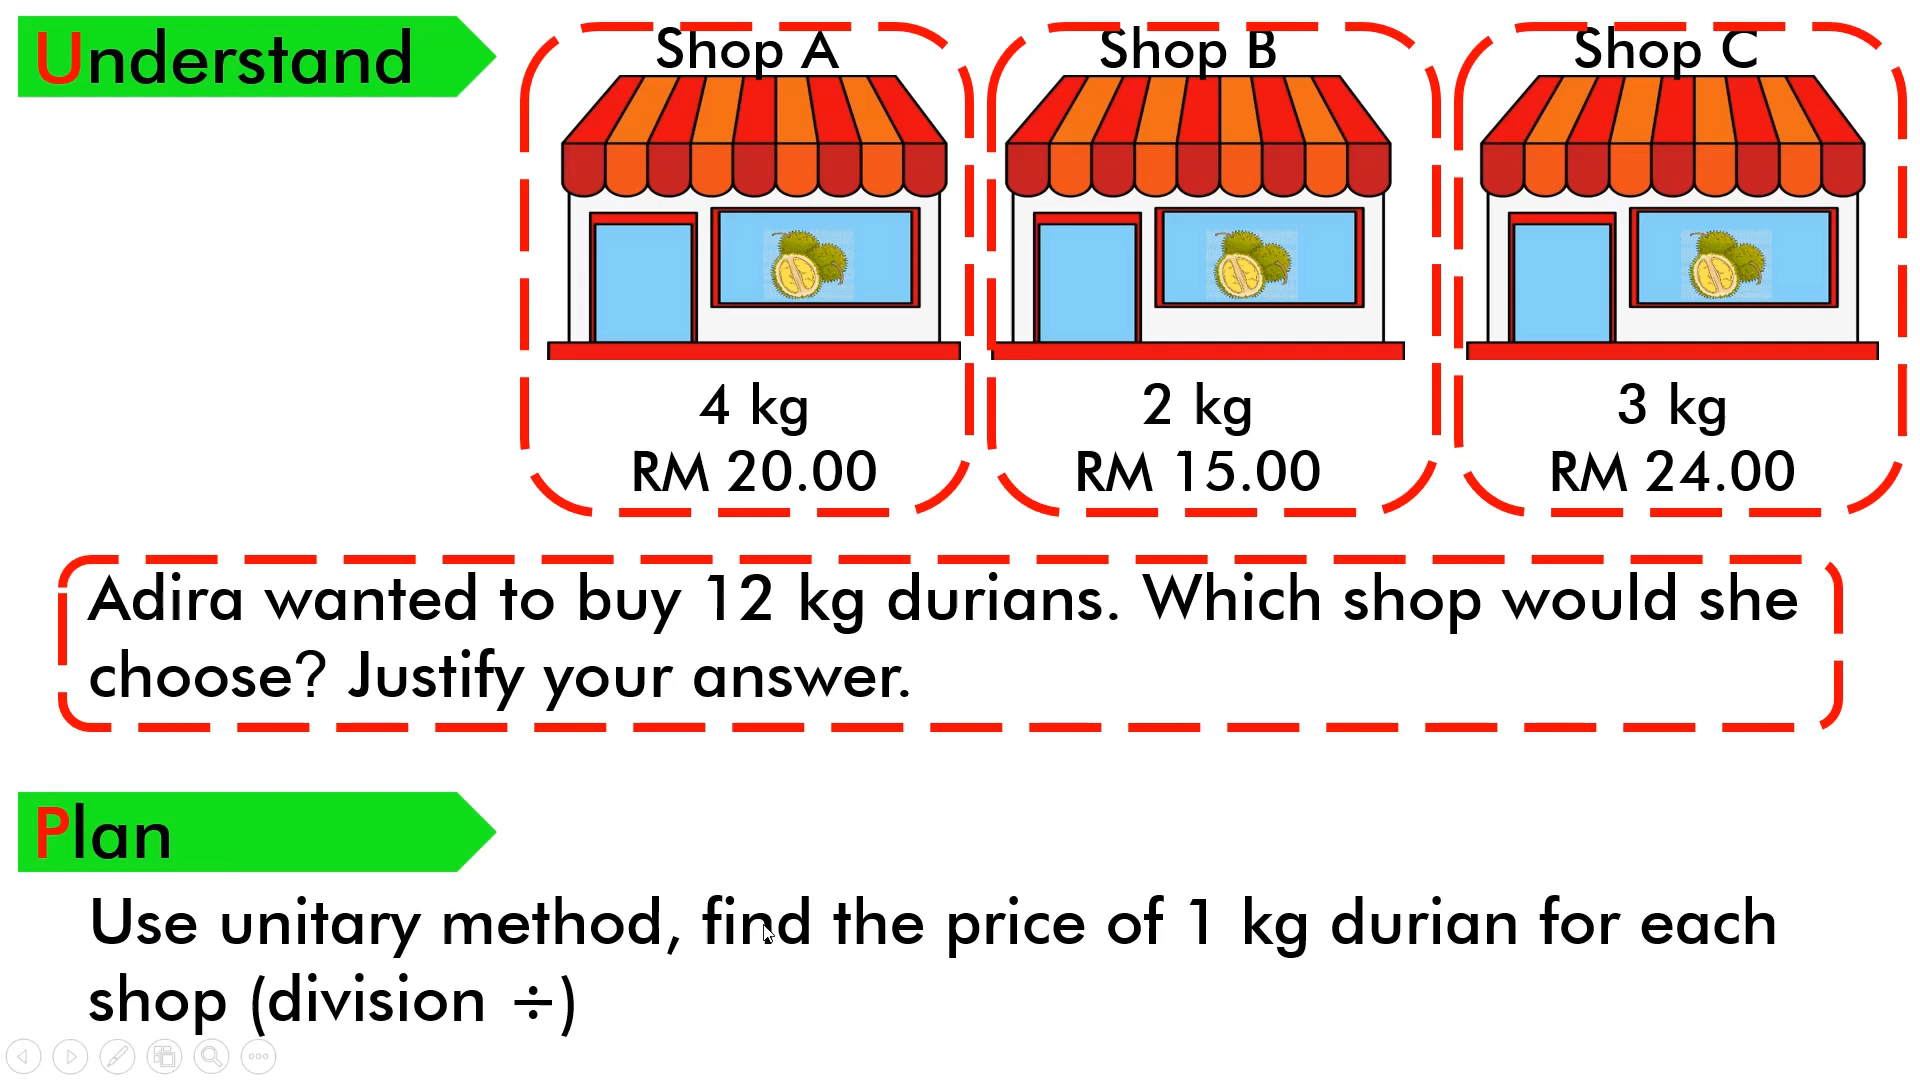 Understand
Shop A
Shop B
Shop C
4 kg
RM 20.00
2 kg
RM 15.00
3 kg
RM 24.00
Adira wanted to buy 12 kg durians. Which shop would she
choose? Justify your answer.
Plan
Use unitary method, find the price of 1 kg durian for each
shop (division ÷)